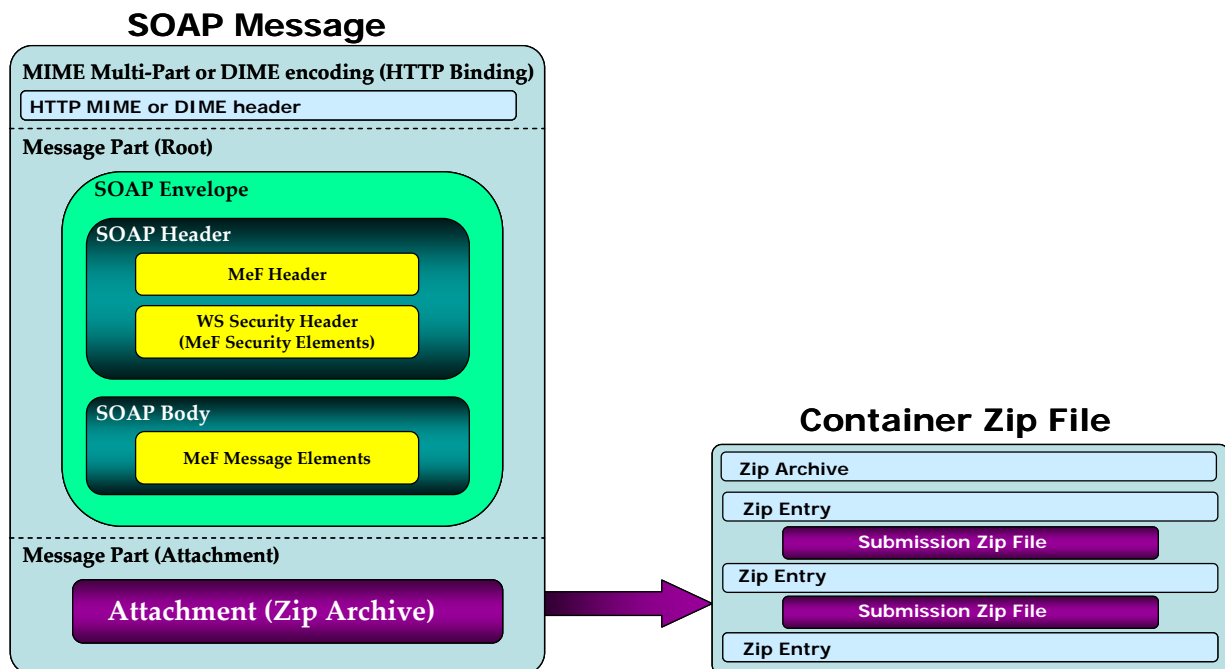 SOAP Message
MIME Multi-Part or DIME encoding (HTTP Binding)
HTTP MIME or DIME header
Message Part (Root)
SOAP Envelope
SOAP Header
MeF Header
WS Security Header
(MeF Security Elements)
SOAP Body
MeF Message Elements
Message Part (Attachment)
Attachment (Zip Archive)
Container Zip File
Zip Archive
Zip Entry
Submission Zip File
Zip Entry
Submission Zip File
Zip Entry